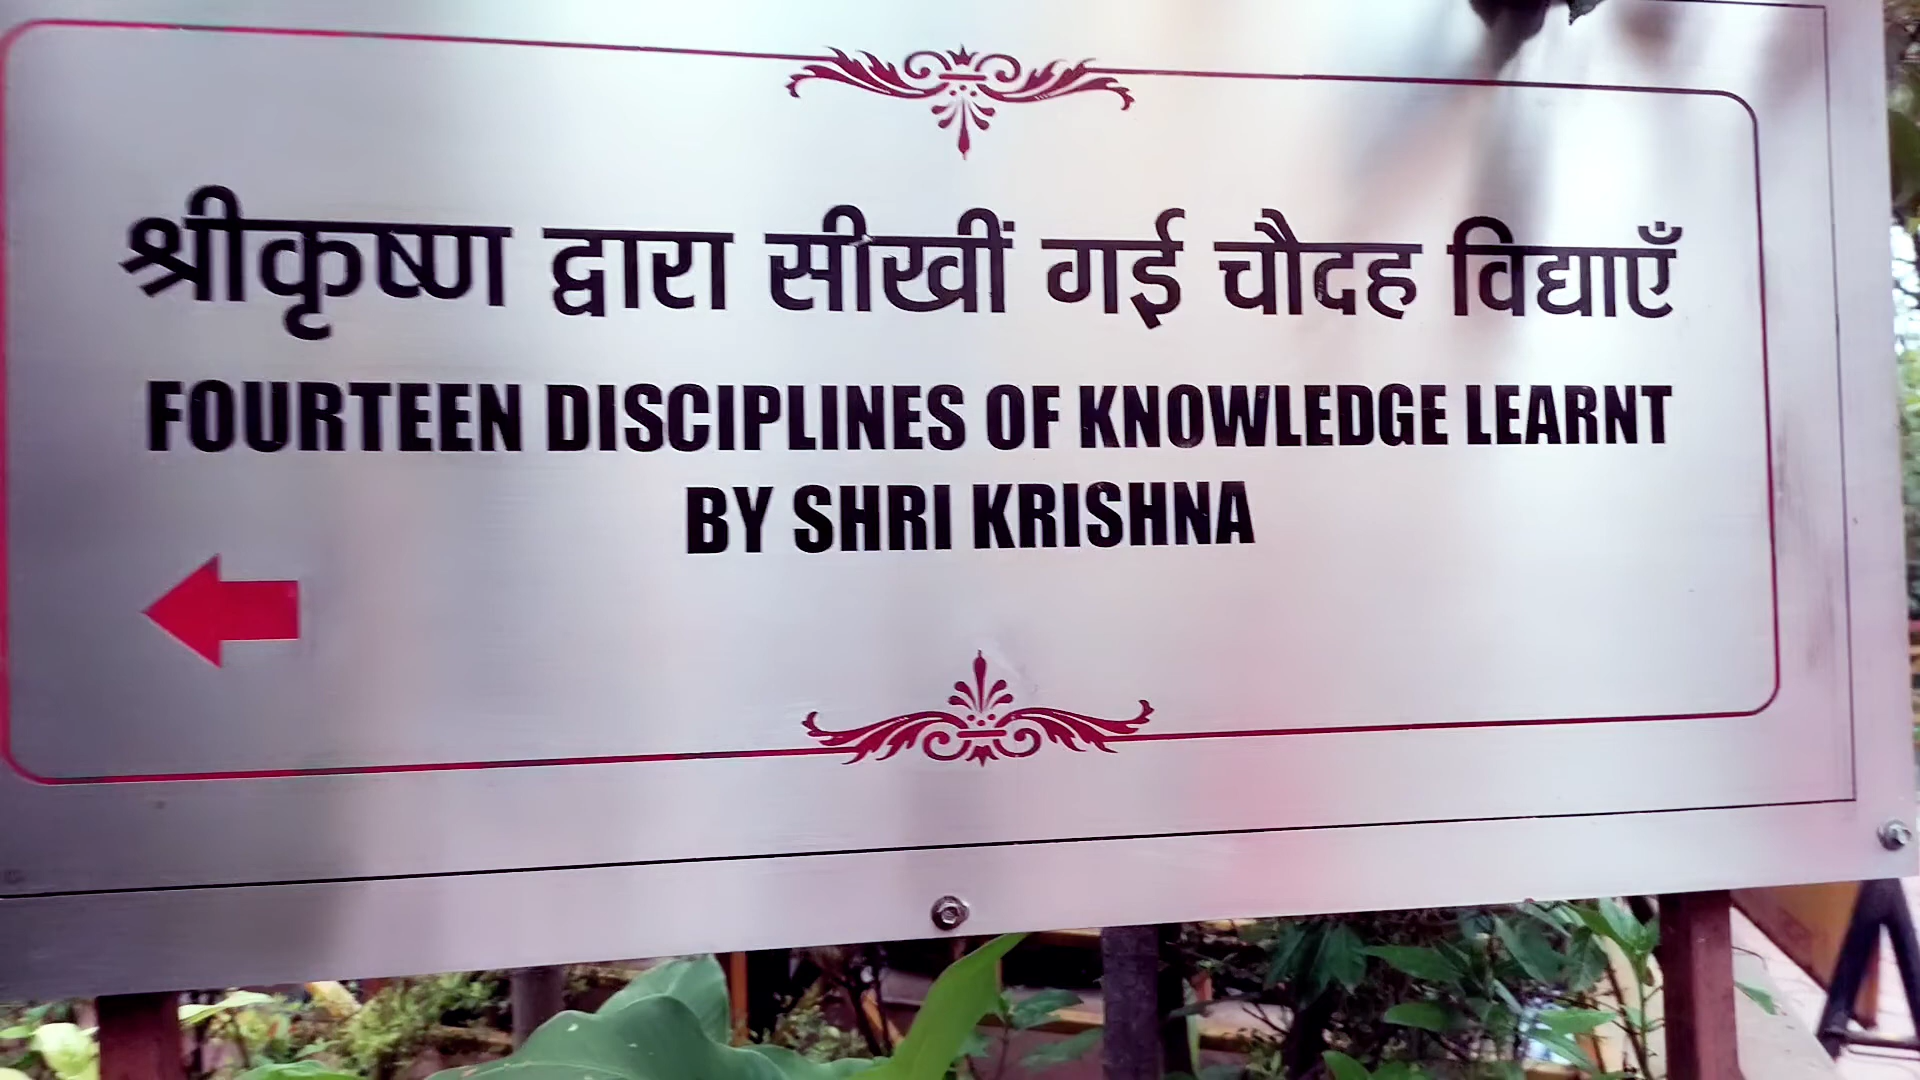 श्रीकृष्ण द्वारा सीखीं गई चौदह विद्याएँ
FOURTEEN DISCIPLINES OF KNOWLEDGE LEARNT
BY SHRI KRISHNA